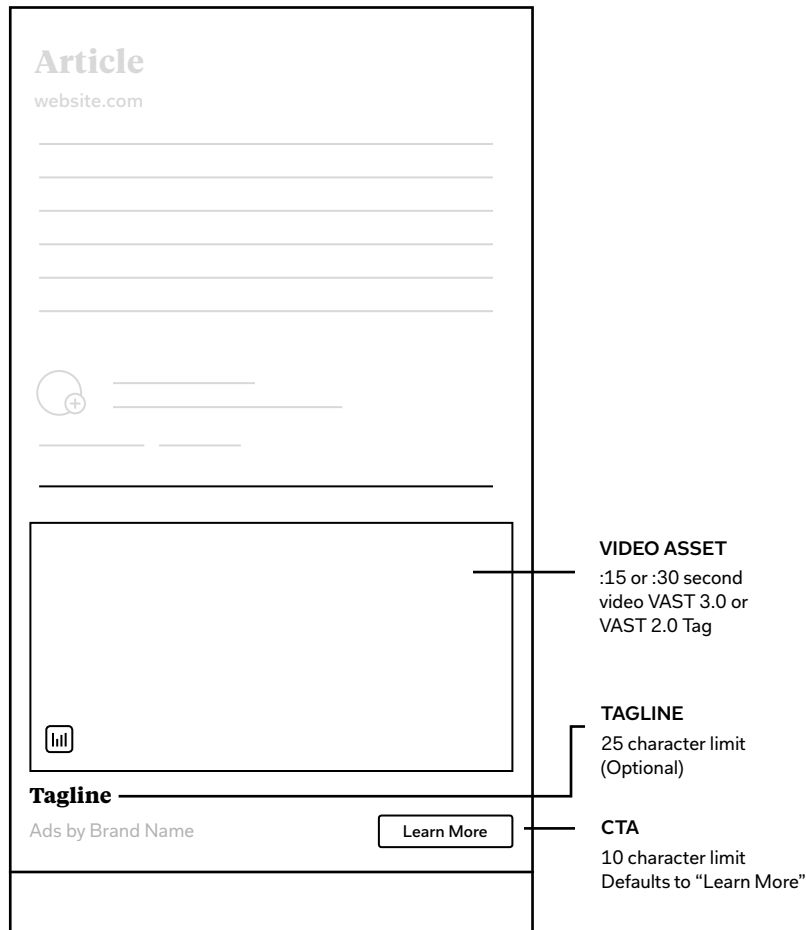 Article
website.com
VIDEO ASSET
:15 or :30 second
video VAST 3.0 or
VAST 2.0 Tag
TAGLINE
25 character limit
(Optional)
Tagline
Ads by Brand Name
Learn More
CTA
10 character limit
Defaults to “Learn More”